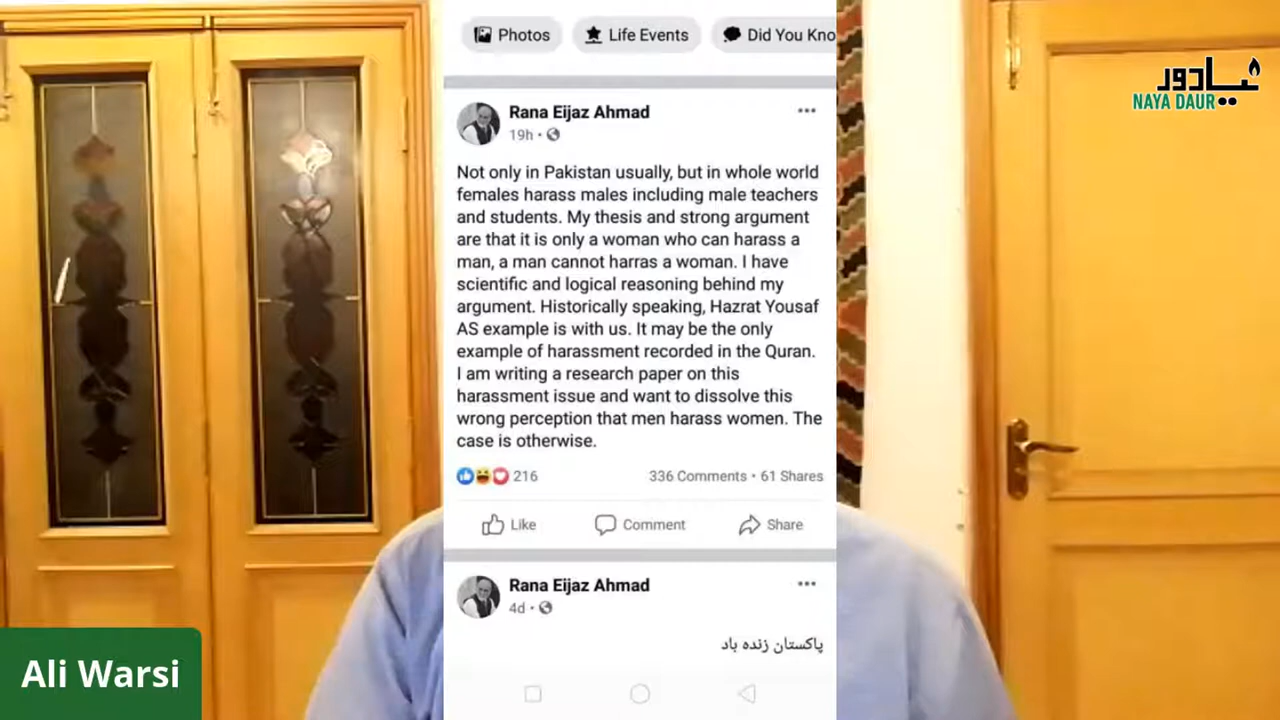 Photos
Life Events
Did You Kno
نیادور
NAYA DAUR
Rana Eijaz Ahmad
19h
Not only in Pakistan usually, but in whole world
females harass males including male teachers
and students. My thesis and strong argument
are that it is only a woman who can harass a
man, a man cannot harras a woman. I have
scientific and logical reasoning behind my
argument. Historically speaking, Hazrat Yousaf
AS example is with us. It may be the only
example of harassment recorded in the Quran.
I am writing a research paper on this
harassment issue and want to dissolve this
wrong perception that men harass women. The
case is otherwise.
216
336 Comments • 61 Shares
Like
Comment
Share
Rana Eijaz Ahmad
4d
پاکستان زندہ باد
Ali Warsi